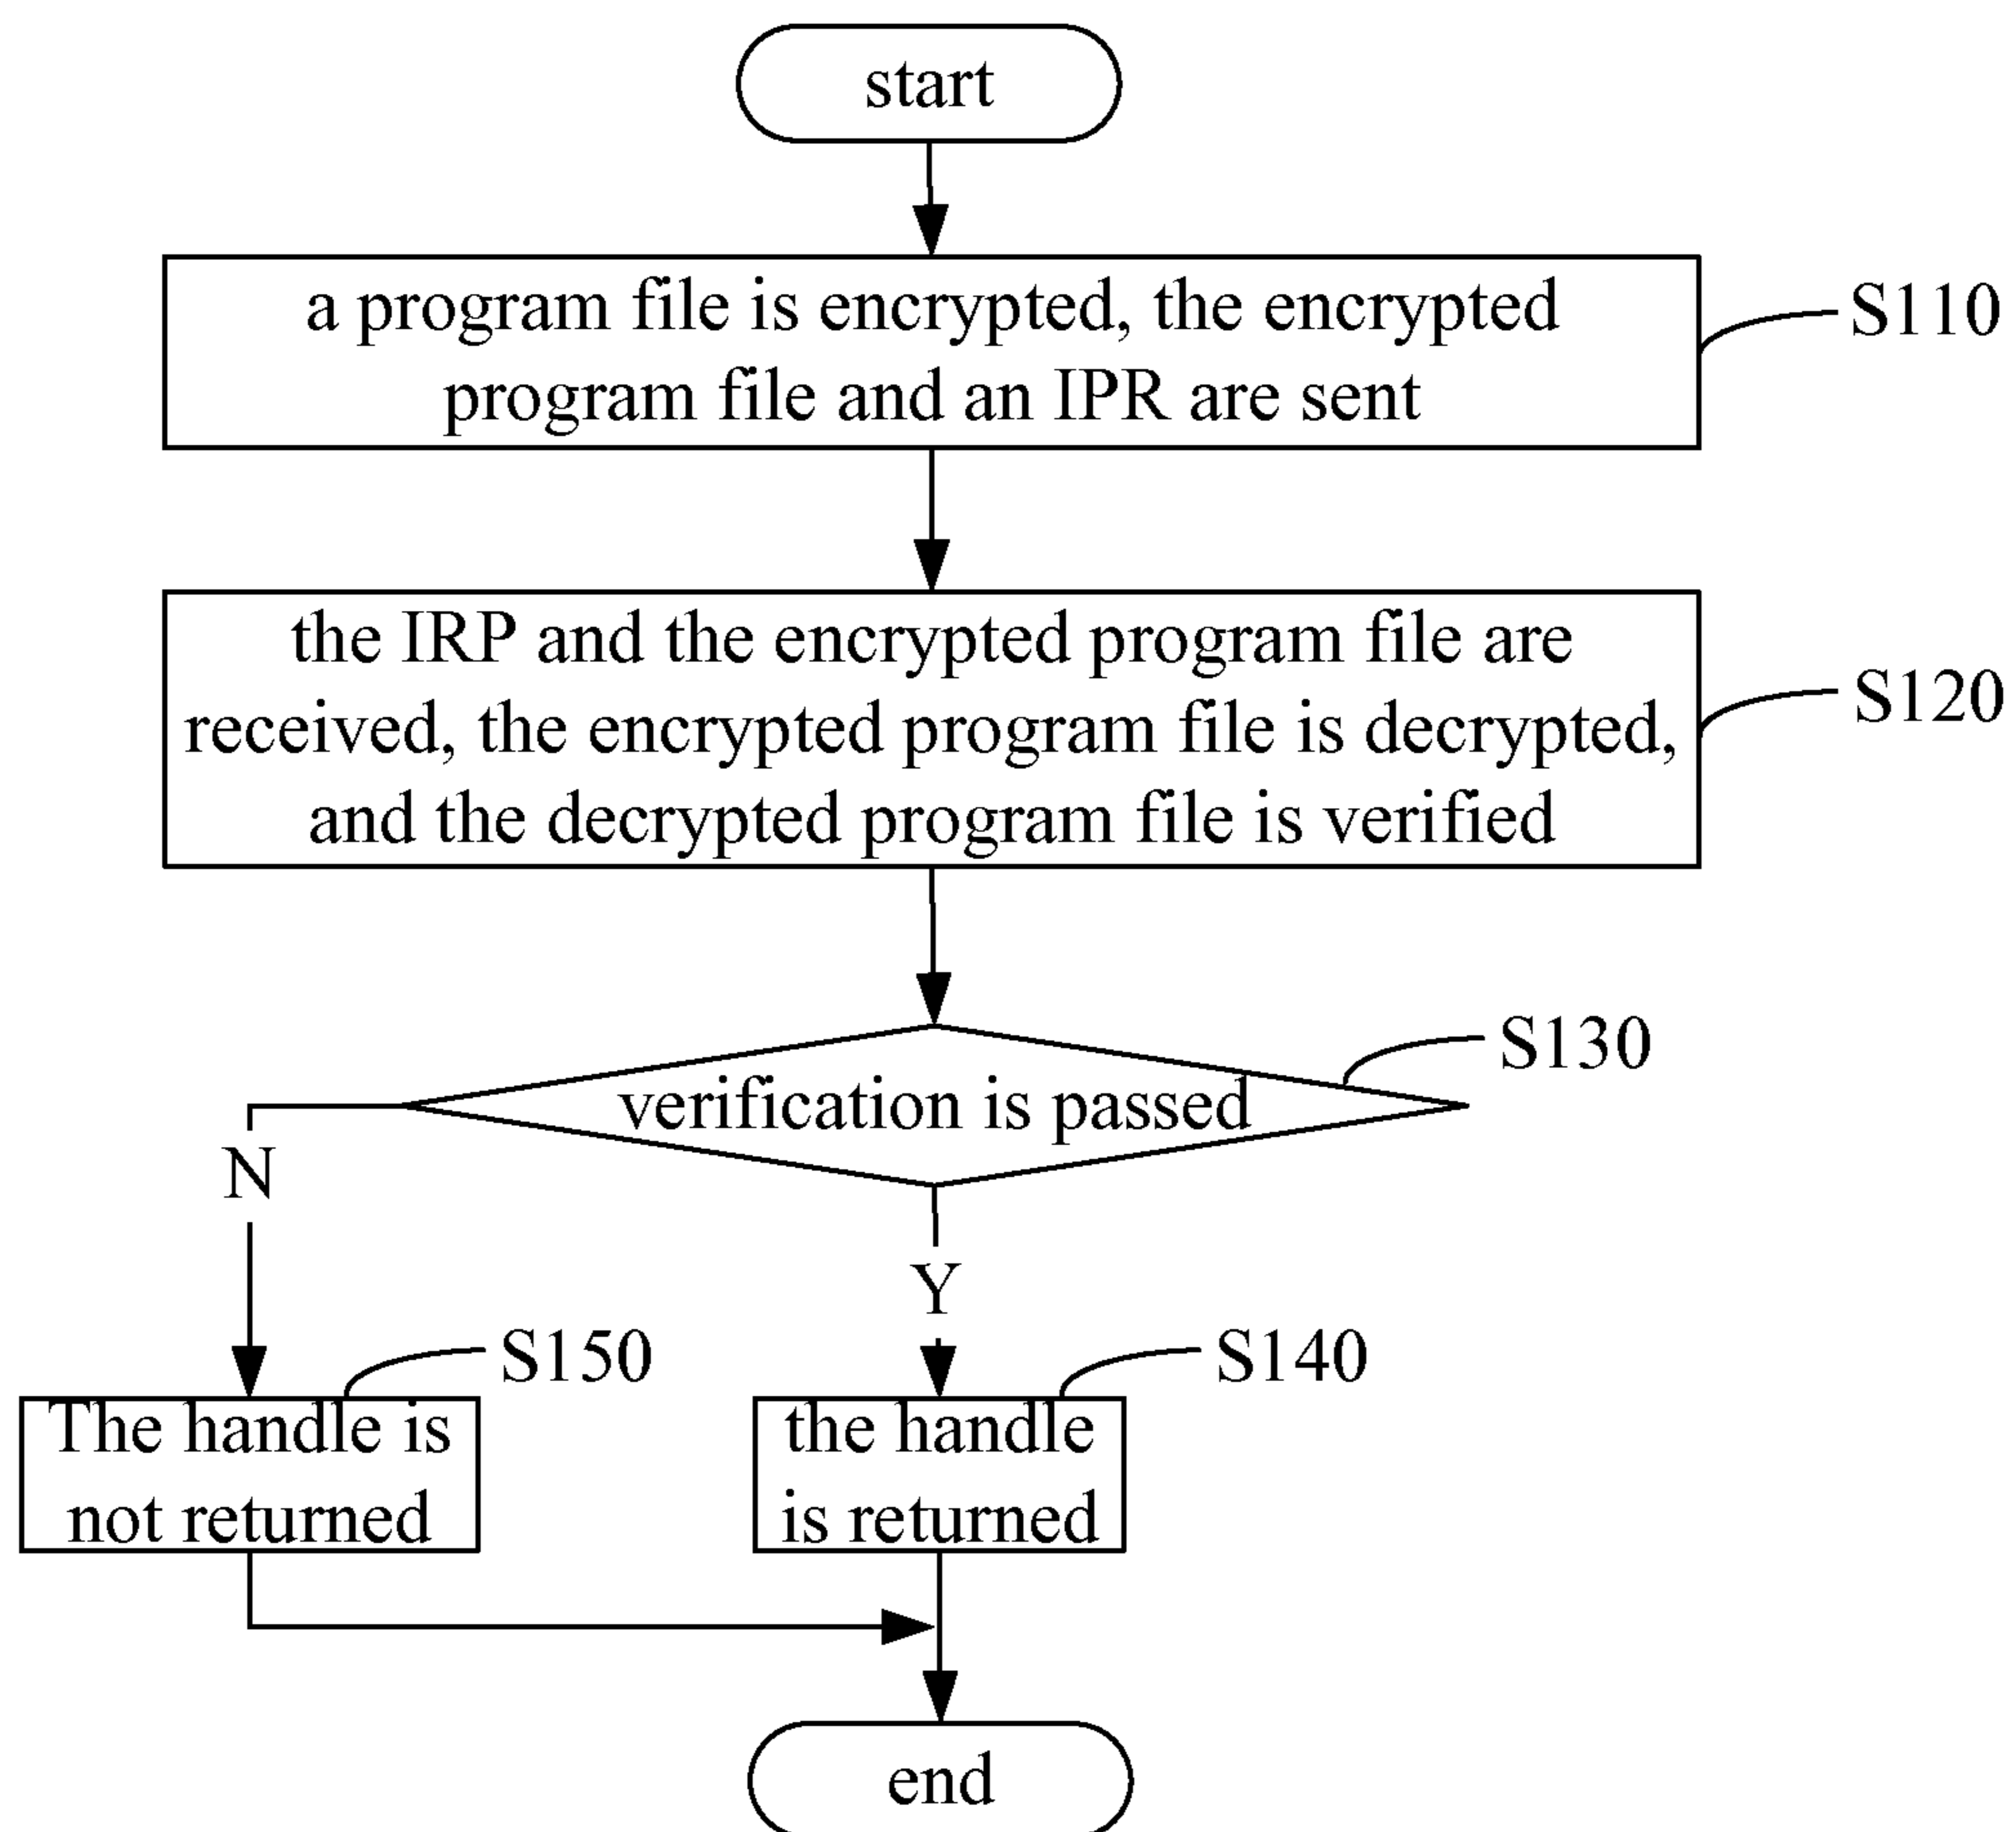 start
a program file is encrypted, the encrypted
program file and an IPR are sent
S110
the IRP and the encrypted program file are
received, the encrypted program file is decrypted,
and the decrypted program file is verified
S120
verification is passed
S130
N
Y
S150
The handle is
not returned
S140
the handle
is returned
end